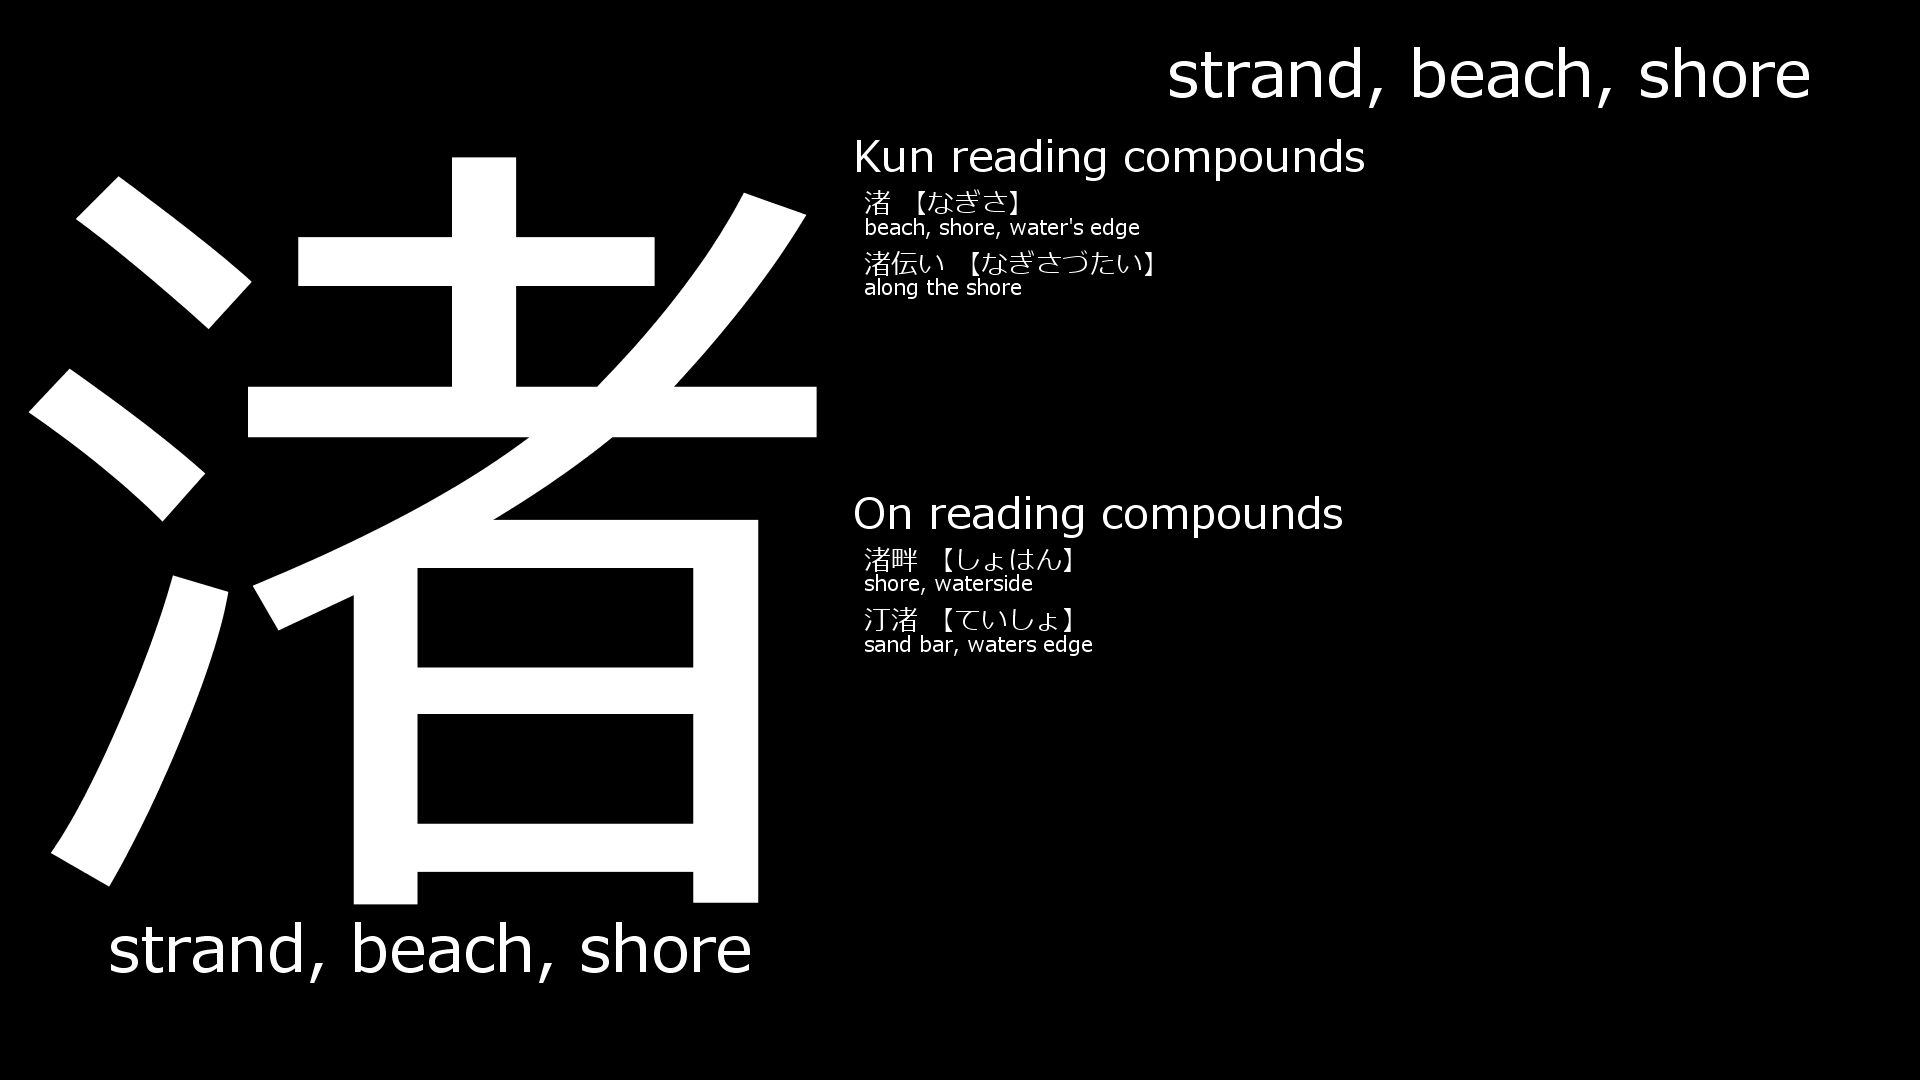 strand, beach, shore
渚
strand, beach, shore
Kun reading compounds
渚 【なぎさ】
beach, shore, water's edge
渚伝い 【なぎさづたい】
along the shore
On reading compounds
渚畔 【しょはん】
shore, waterside
汀渚 【ていしょ】
sand bar, waters edge